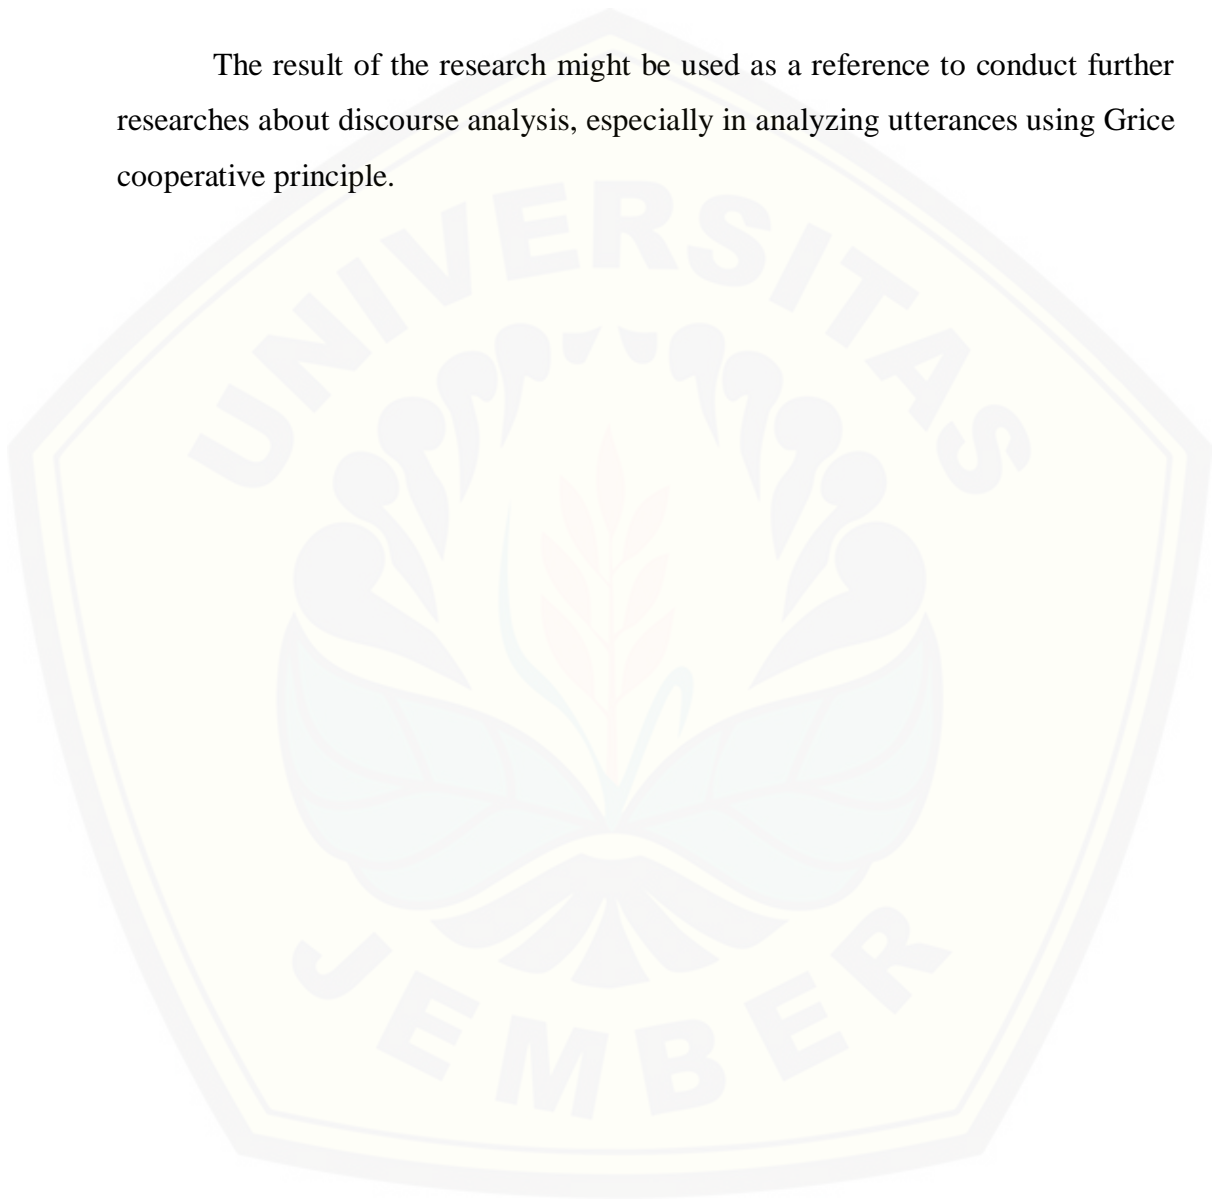 The result of the research might be used as a reference to conduct further
researches about discourse analysis, especially in analyzing utterances using Grice
cooperative principle.
UNIVERSITAS
JEMBER